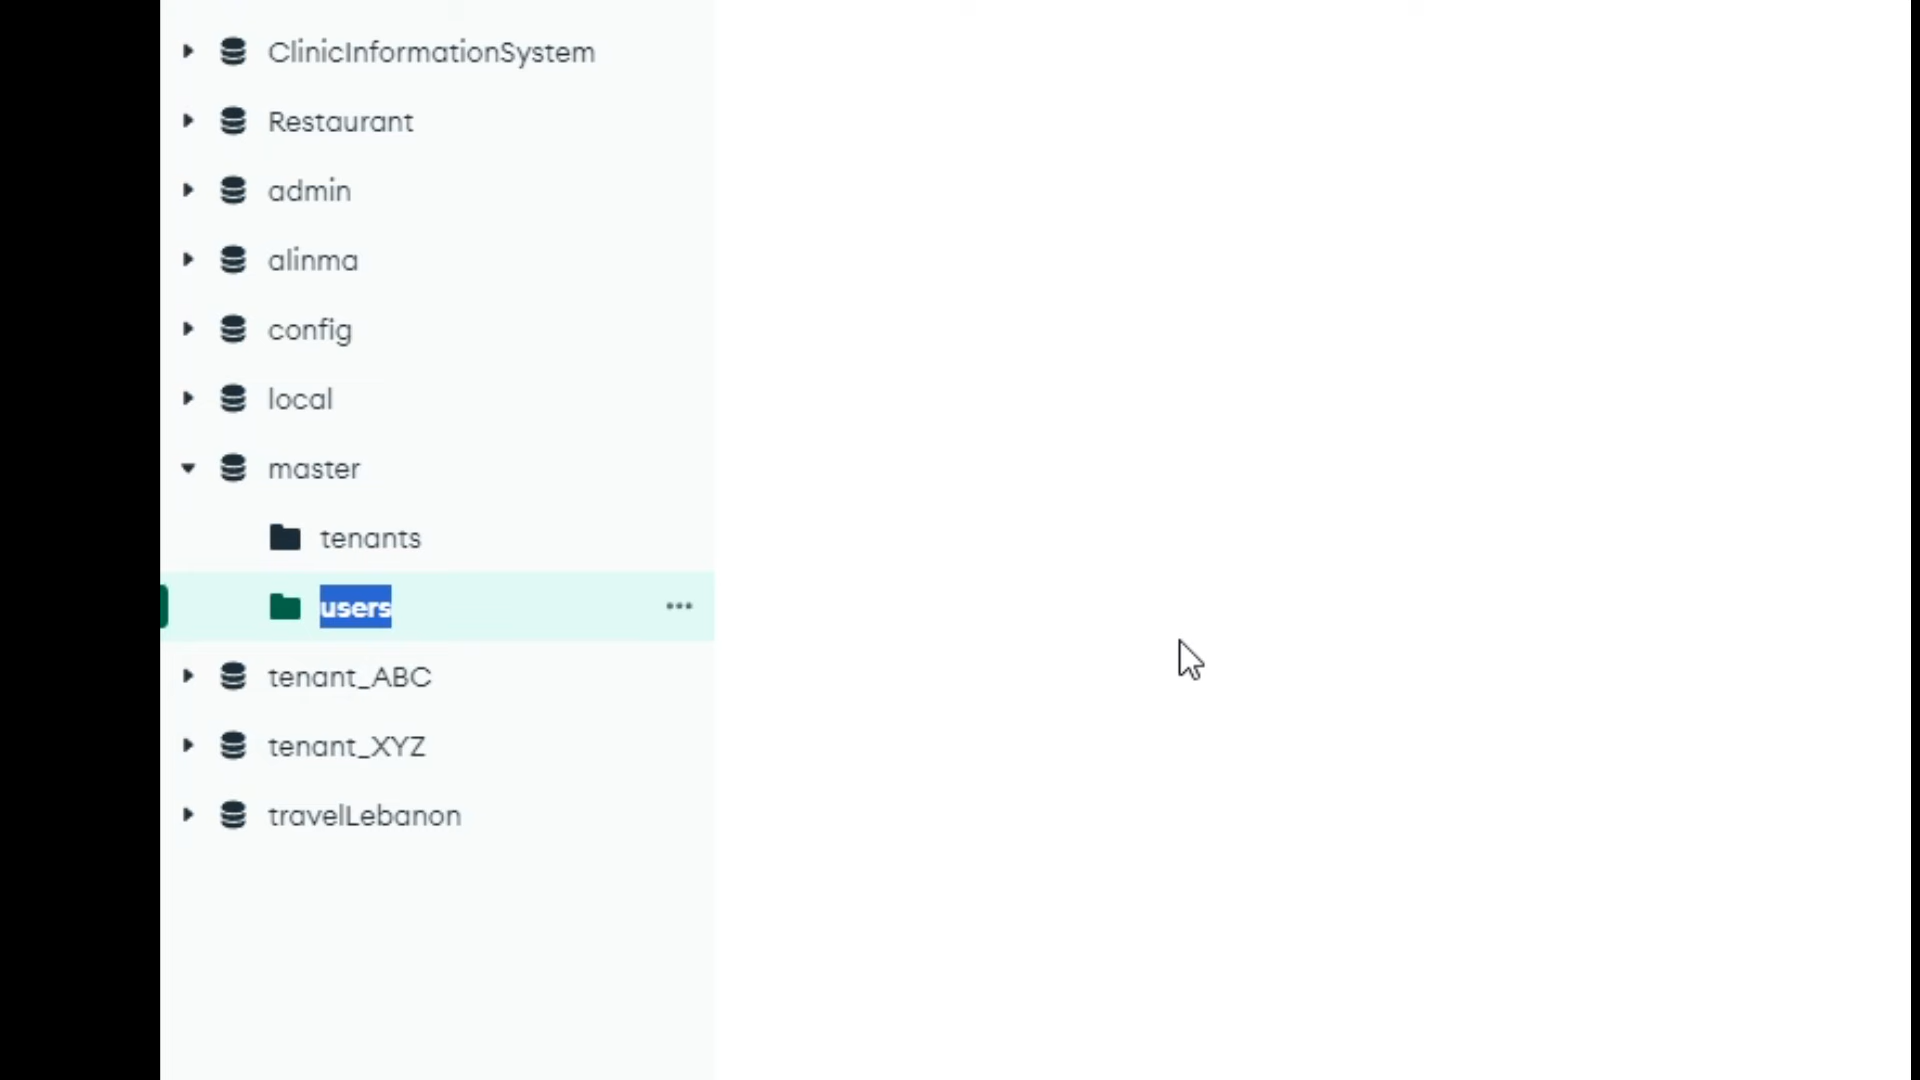 ClinicInformationSystem
Restaurant
admin
alinma
config
local
master
tenants
users
tenant_ABC
tenant_XYZ
travelLebanon